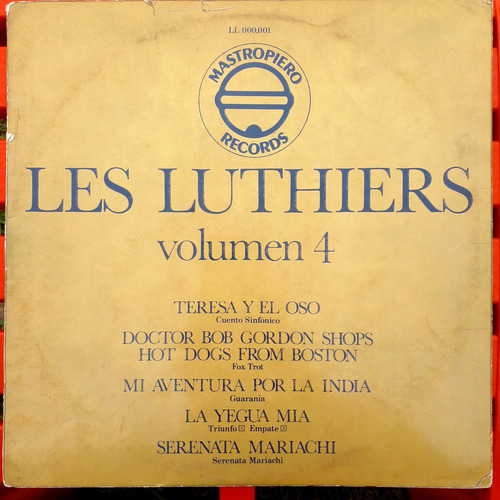 LL 000,001
MASTROPIERO
RECORDS
LES LUTHIERS
volumen 4
TERESA Y EL OSO
Cuento Sinfónico
DOCTOR BOB GORDON SHOPS
HOT DOGS FROM BOSTON
Fox Trot
MI AVENTURA POR LA INDIA
Guarania
LA YEGUA MIA
Triunfo ☒ Empate ☒
SERENATA MARIACHI
Serenata Mariachi